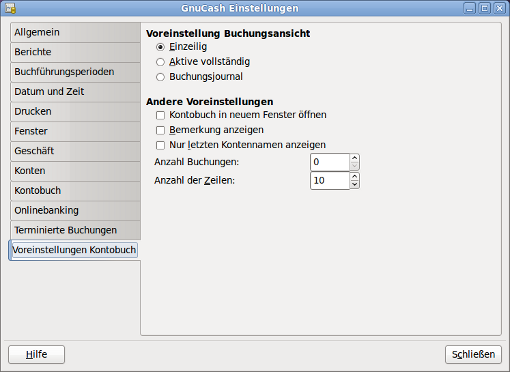 GnuCash Einstellungen
Allgemein
Berichte
Buchführungsperioden
Datum und Zeit
Drucken
Fenster
Geschäft
Konten
Kontobuch
Onlinebanking
Terminierte Buchungen
Voreinstellungen Kontobuch
Voreinstellung Buchungsansicht
Einzeilig
Aktive vollständig
Buchungsjournal
Andere Voreinstellungen
Kontobuch in neuem Fenster öffnen
Bemerkung anzeigen
Nur letzten Kontennamen anzeigen
Anzahl Buchungen: 0
Anzahl der Zeilen: 10
Hilfe
Schließen